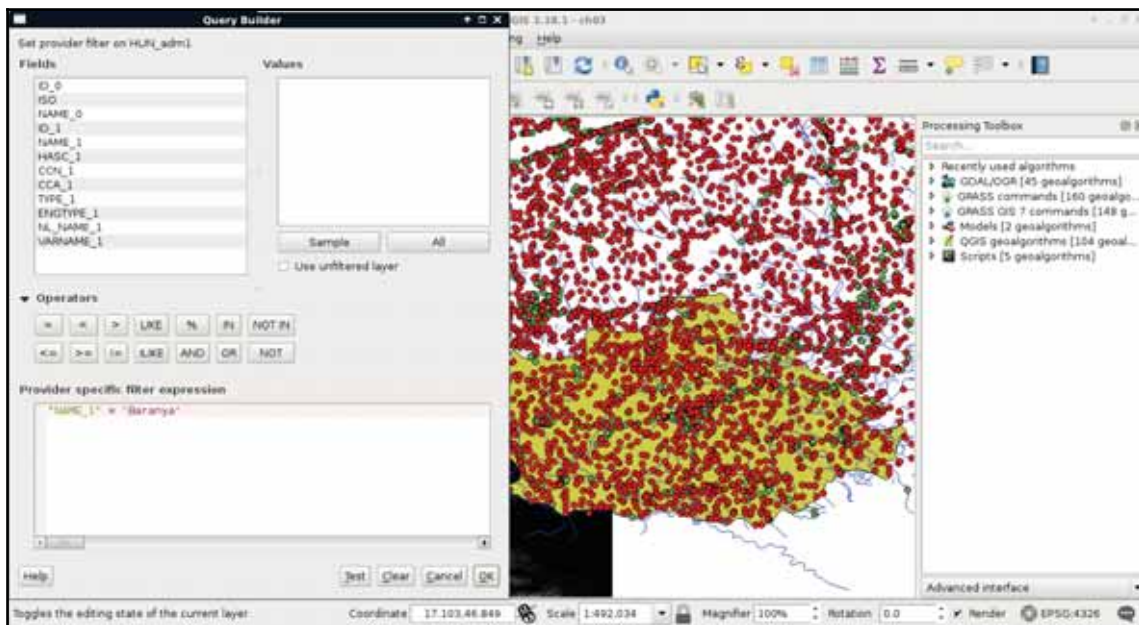 Query Builder
GIS 2.18.1 - ch03
Set provider filter on HUN_adm1
Help
Fields
Values
ID_0
ISO
NAME_0
ID_1
NAME_1
HASC_1
CCN_1
CCA_1
TYPE_1
ENGTYPE_1
NL_NAME_1
VARNAME_1
Sample
All
Use unfiltered layer
Operators
= < > LIKE % IN NOT IN
<= >= != ILIKE AND OR NOT
Provider specific filter expression
"NAME_1" = 'Baranya'
Help
Test
Clear
Cancel
OK
Processing Toolbox
Search...
Recently used algorithms
GDAL/OGR [45 geoalgorithms]
GRASS commands [160 geoalgo...
GRASS GIS 7 commands [148 g...
Models [2 geoalgorithms]
QGIS geoalgorithms [104 geoal...
Scripts [5 geoalgorithms]
Advanced interface
Toggles the editing state of the current layer
Coordinate 17.103,46.849
Scale 1:492,034
Magnifier 100%
Rotation 0.0
Render
EPSG:4326